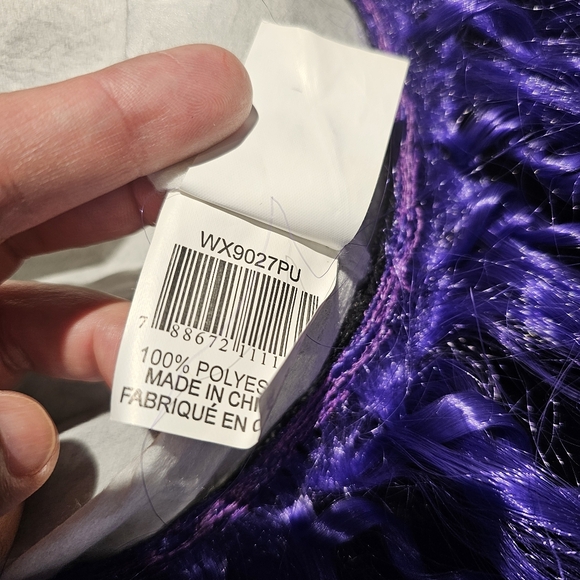 WX9027PU
7 88672 1111
100% POLYES
MADE IN CHI
FABRIQUÉ EN